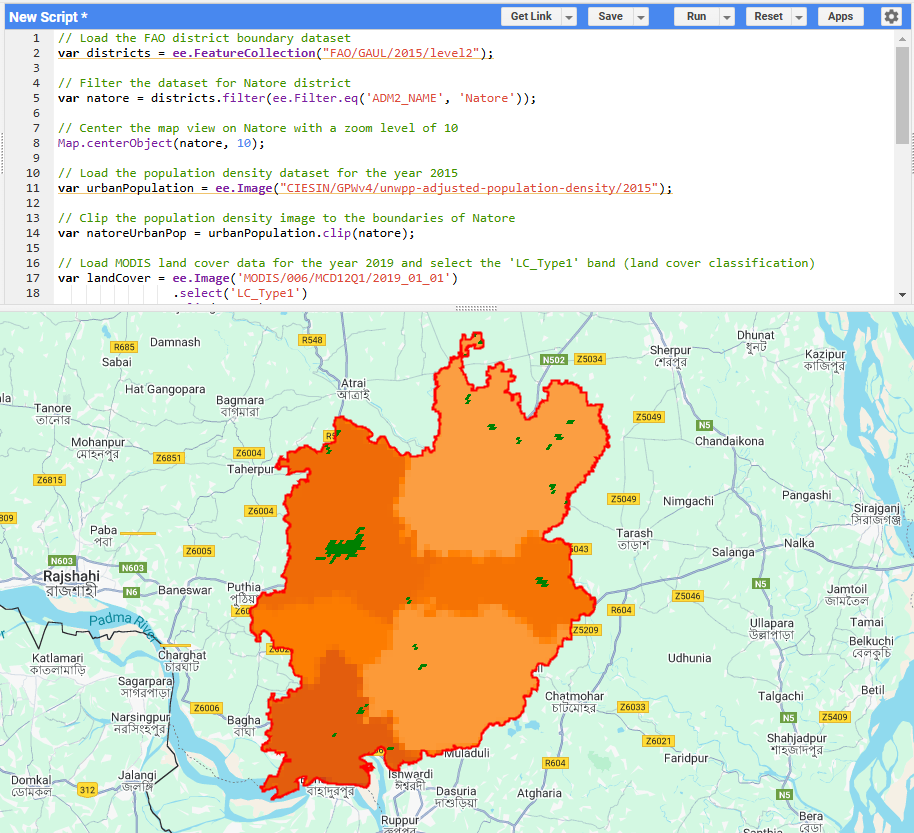 New Script *
Get Link
Save
Run
Reset
Apps
1 // Load the FAO district boundary dataset
2 var districts = ee.FeatureCollection("FAO/GAUL/2015/level2");
3
4 // Filter the dataset for Natore district
5 var natore = districts.filter(ee.Filter.eq('ADM2_NAME', 'Natore'));
6
7 // Center the map view on Natore with a zoom level of 10
8 Map.centerObject(natore, 10);
9
10 // Load the population density dataset for the year 2015
11 var urbanPopulation = ee.Image("CIESIN/GPWv4/unwpp-adjusted-population-density/2015");
12
13 // Clip the population density image to the boundaries of Natore
14 var natoreUrbanPop = urbanPopulation.clip(natore);
15
16 // Load MODIS land cover data for the year 2019 and select the 'LC_Type1' band (land cover classification)
17 var landCover = ee.Image('MODIS/006/MCD12Q1/2019_01_01')
18 .select('LC_Type1')
R685
Damnash
R548
Sabai
N502
Z5034
Sherpur
শেরপুর
Dhunat
ধুনট
Kazipur
কাজিপুর
Hat Gangopara
Atrai
আত্রাই
Bagmara
বাগমারা
Tanore
তানোর
Z5049
N5
Chandaikona
Mohanpur
মোহনপুর
Z6851
Z6004
Taherpur
Z6815
Z6004
Z5049
Nimgachi
Pangashi
Sirajganj
সিরাজগঞ্জ
809
Paba
পবা
Tarash
তাড়াশ
Nalka
Salanga
Z6005
N603
N603
Rajshahi
রাজশাহী
N6
Baneswar
Puthia
Z5046
N5
Jamtoil
জামতৈল
R604
Padma River
Z5209
Ullapara
উল্লাপাড়া
Tamai
Belkuchi
বেলকুচি
Katlamari
কাতলামাড়ি
Charghat
চারঘাট
Udhunia
Sagarpara
সাগরপাড়া
Chatmohar
চাটমোহর
Talgachi
Betil
Z6006
Z6033
Narsingpur
নরসিংহপুর
Bagha
বাঘা
N5
Z5409
Z6021
Shahjadpur
শাহজাদপুর
Muladuli
Faridpur
R604
Domkal
ডোমকল
Jalangi
জলঙ্গি
312
Ishwardi
ঈশ্বরদী
Dasuria
দাশুড়িয়া
Atgharia
N5
Ruppur
Bera
বেড়া